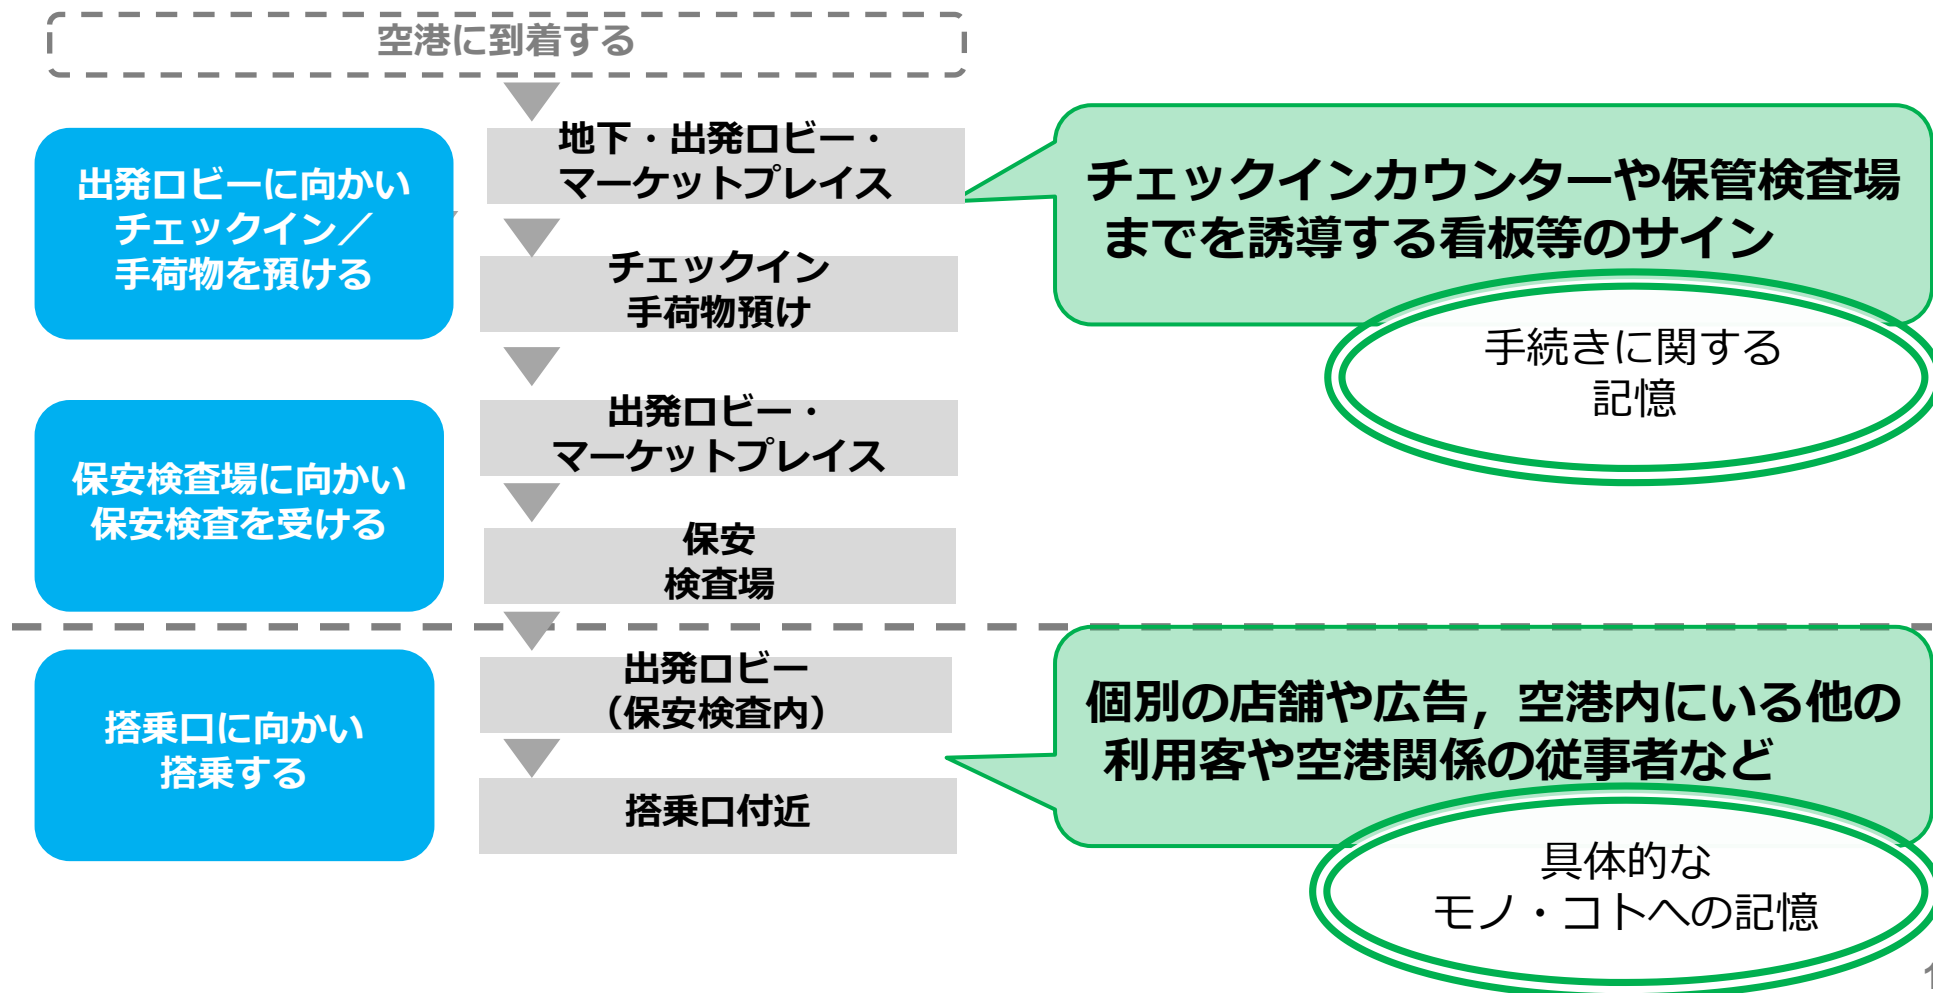 空港に到着する
出発ロビーに向かい
チェックイン／
手荷物を預ける
地下・出発ロビー・
マーケットプレイス
チェックイン
手荷物預け
チェックインカウンターや保管検査場
までを誘導する看板等のサイン
手続きに関する
記憶
保安検査場に向かい
保安検査を受ける
出発ロビー・
マーケットプレイス
保安
検査場
搭乗口に向かい
搭乗する
出発ロビー
（保安検査内）
搭乗口付近
個別の店舗や広告，空港内にいる他の
利用客や空港関係の従事者など
具体的な
モノ・コトへの記憶